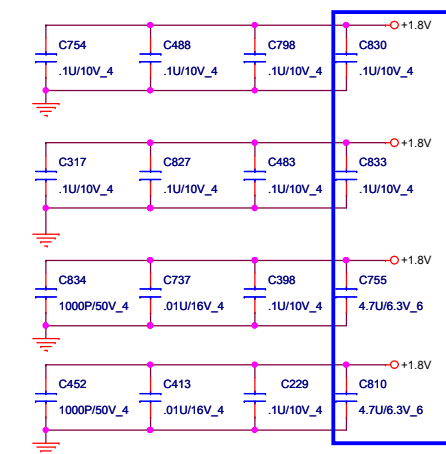 +1.8V
C754 C488 C798 C830
.1U/10V_4 .1U/10V_4 .1U/10V_4 .1U/10V_4
+1.8V
C317 C827 C483 C833
.1U/10V_4 .1U/10V_4 .1U/10V_4 .1U/10V_4
+1.8V
C834 C737 C398 C755
1000P/50V_4 .01U/16V_4 .1U/10V_4 4.7U/6.3V_6
+1.8V
C452 C413 C229 C810
1000P/50V_4 .01U/16V_4 .1U/10V_4 4.7U/6.3V_6